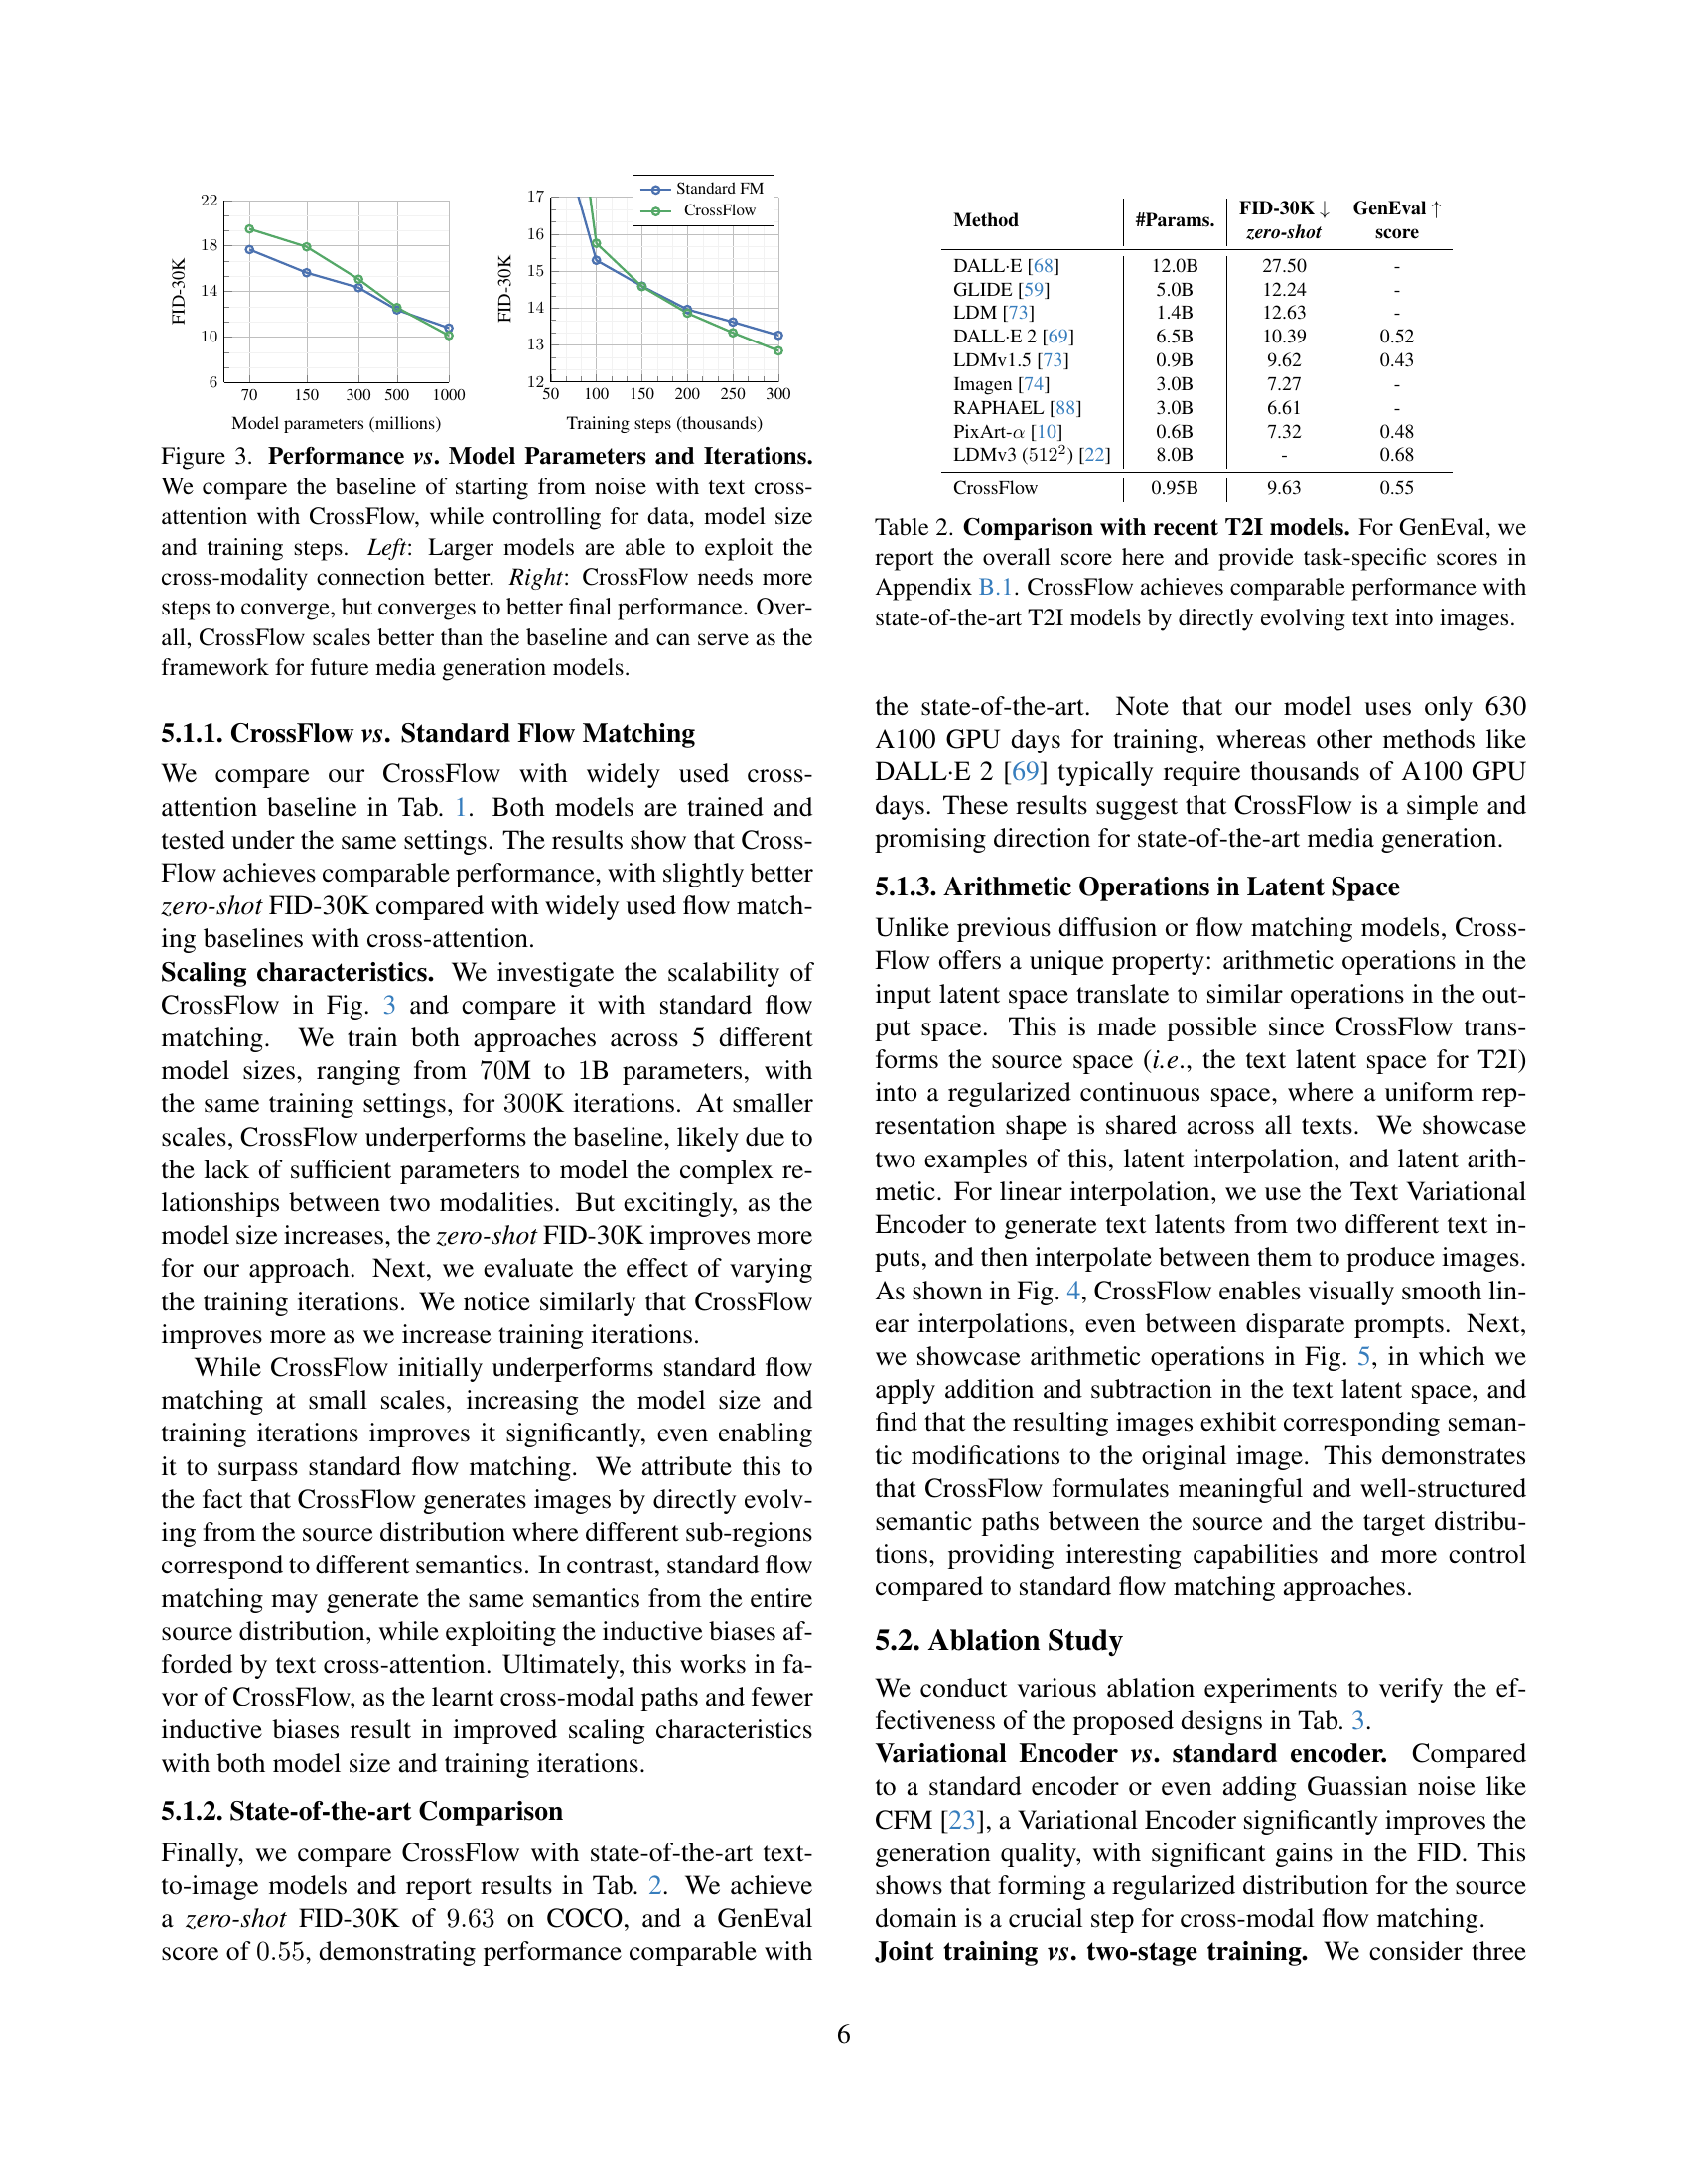 22
18
14
10
6
FID-30K
70 150 300 500 1000
Model parameters (millions)
Standard FM
CrossFlow
17
16
15
14
13
12
FID-30K
50 100 150 200 250 300
Training steps (thousands)
Figure 3. Performance vs. Model Parameters and Iterations.
We compare the baseline of starting from noise with text cross-
attention with CrossFlow, while controlling for data, model size
and training steps. Left: Larger models are able to exploit the
cross-modality connection better. Right: CrossFlow needs more
steps to converge, but converges to better final performance. Over-
all, CrossFlow scales better than the baseline and can serve as the
framework for future media generation models.
5.1.1. CrossFlow vs. Standard Flow Matching
We compare our CrossFlow with widely used cross-
attention baseline in Tab. 1. Both models are trained and
tested under the same settings. The results show that Cross-
Flow achieves comparable performance, with slightly better
zero-shot FID-30K compared with widely used flow match-
ing baselines with cross-attention.
Scaling characteristics. We investigate the scalability of
CrossFlow in Fig. 3 and compare it with standard flow
matching. We train both approaches across 5 different
model sizes, ranging from 70M to 1B parameters, with
the same training settings, for 300K iterations. At smaller
scales, CrossFlow underperforms the baseline, likely due to
the lack of sufficient parameters to model the complex re-
lationships between two modalities. But excitingly, as the
model size increases, the zero-shot FID-30K improves more
for our approach. Next, we evaluate the effect of varying
the training iterations. We notice similarly that CrossFlow
improves more as we increase training iterations.
While CrossFlow initially underperforms standard flow
matching at small scales, increasing the model size and
training iterations improves it significantly, even enabling
it to surpass standard flow matching. We attribute this to
the fact that CrossFlow generates images by directly evolv-
ing from the source distribution where different sub-regions
correspond to different semantics. In contrast, standard flow
matching may generate the same semantics from the entire
source distribution, while exploiting the inductive biases af-
forded by text cross-attention. Ultimately, this works in fa-
vor of CrossFlow, as the learnt cross-modal paths and fewer
inductive biases result in improved scaling characteristics
with both model size and training iterations.
5.1.2. State-of-the-art Comparison
Finally, we compare CrossFlow with state-of-the-art text-
to-image models and report results in Tab. 2. We achieve
a zero-shot FID-30K of 9.63 on COCO, and a GenEval
score of 0.55, demonstrating performance comparable with
Method #Params. FID-30K ↓ zero-shot GenEval ↑ score
DALL·E [68] 12.0B 27.50 -
GLIDE [59] 5.0B 12.24 -
LDM [73] 1.4B 12.63 -
DALL·E 2 [69] 6.5B 10.39 0.52
LDMv1.5 [73] 0.9B 9.62 0.43
Imagen [74] 3.0B 7.27 -
RAPHAEL [88] 3.0B 6.61 -
PixArt-α [10] 0.6B 7.32 0.48
LDMv3 (512²) [22] 8.0B - 0.68
CrossFlow 0.95B 9.63 0.55
Table 2. Comparison with recent T2I models. For GenEval, we
report the overall score here and provide task-specific scores in
Appendix B.1. CrossFlow achieves comparable performance with
state-of-the-art T2I models by directly evolving text into images.
the state-of-the-art. Note that our model uses only 630
A100 GPU days for training, whereas other methods like
DALL·E 2 [69] typically require thousands of A100 GPU
days. These results suggest that CrossFlow is a simple and
promising direction for state-of-the-art media generation.
5.1.3. Arithmetic Operations in Latent Space
Unlike previous diffusion or flow matching models, Cross-
Flow offers a unique property: arithmetic operations in the
input latent space translate to similar operations in the out-
put space. This is made possible since CrossFlow trans-
forms the source space (i.e., the text latent space for T2I)
into a regularized continuous space, where a uniform rep-
resentation shape is shared across all texts. We showcase
two examples of this, latent interpolation, and latent arith-
metic. For linear interpolation, we use the Text Variational
Encoder to generate text latents from two different text in-
puts, and then interpolate between them to produce images.
As shown in Fig. 4, CrossFlow enables visually smooth lin-
ear interpolations, even between disparate prompts. Next,
we showcase arithmetic operations in Fig. 5, in which we
apply addition and subtraction in the text latent space, and
find that the resulting images exhibit corresponding seman-
tic modifications to the original image. This demonstrates
that CrossFlow formulates meaningful and well-structured
semantic paths between the source and the target distribu-
tions, providing interesting capabilities and more control
compared to standard flow matching approaches.
5.2. Ablation Study
We conduct various ablation experiments to verify the ef-
fectiveness of the proposed designs in Tab. 3.
Variational Encoder vs. standard encoder. Compared
to a standard encoder or even adding Guassian noise like
CFM [23], a Variational Encoder significantly improves the
generation quality, with significant gains in the FID. This
shows that forming a regularized distribution for the source
domain is a crucial step for cross-modal flow matching.
Joint training vs. two-stage training. We consider three
6